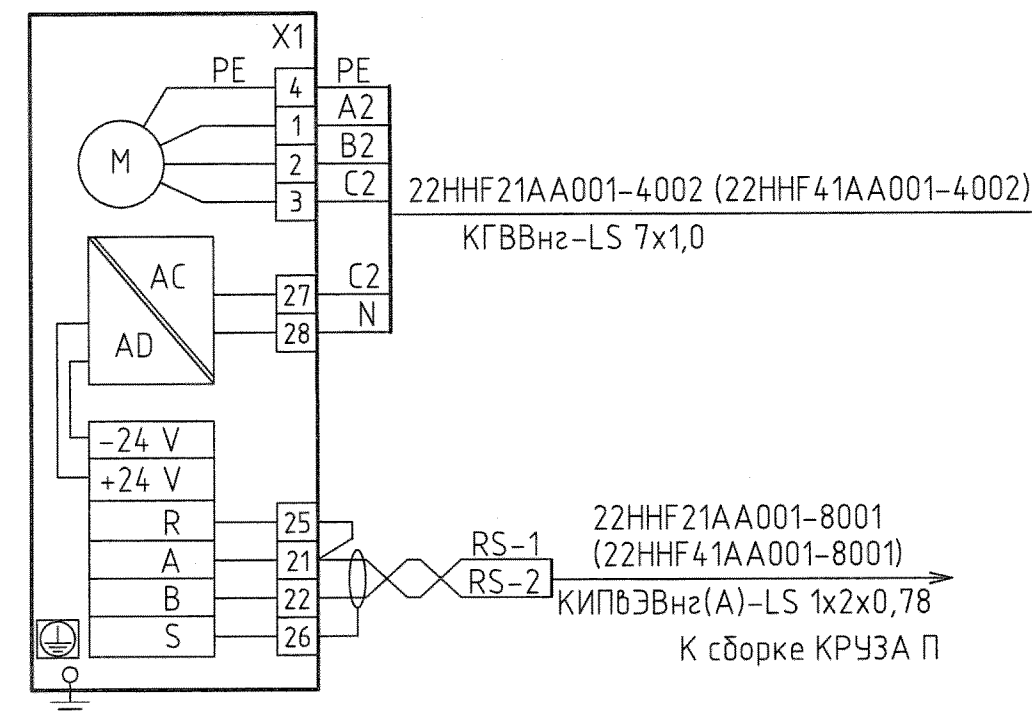 X1
PE 4 PE
1 A2
M 2 B2
3 C2
22HHF21AA001-4002 (22HHF41AA001-4002)
КГВВнг-LS 7x1,0
AC 27 C2
AD 28 N
-24 V
+24 V
R 25
A 21 RS-1
B 22 RS-2
S 26
22HHF21AA001-8001
(22HHF41AA001-8001)
КИПвЭВнг(А)-LS 1x2x0,78
К сборке КРУЗА П